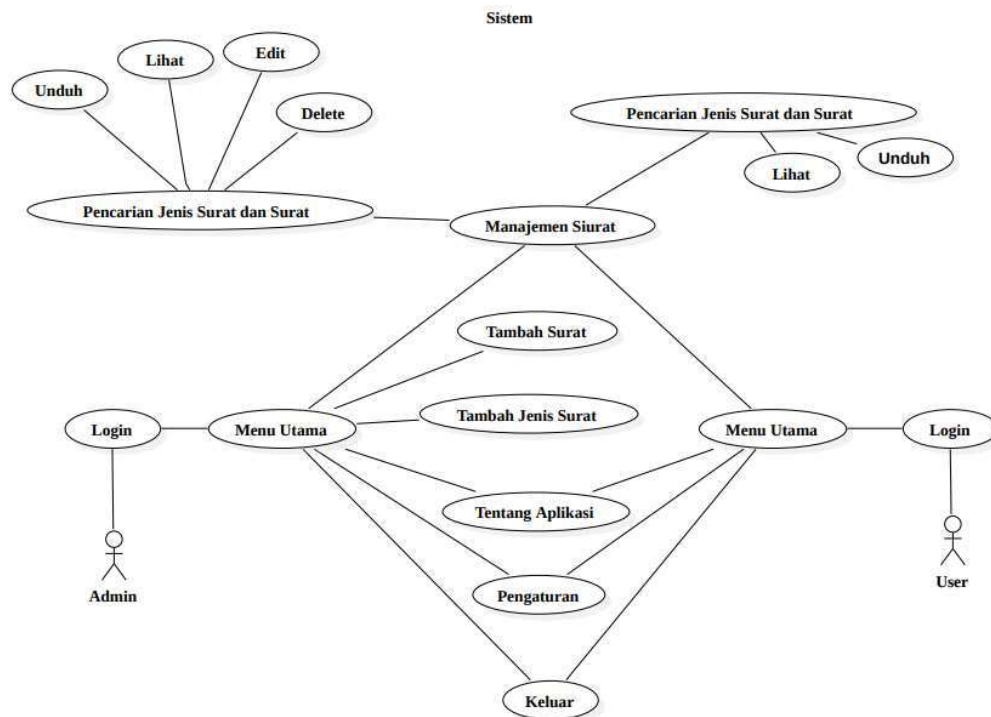 Sistem
Edit
Lihat
Unduh
Delete
Pencarian Jenis Surat dan Surat
Unduh
Lihat
Pencarian Jenis Surat dan Surat
Manajemen Siurat
Tambah Surat
Tambah Jenis Surat
Login
Menu Utama
Menu Utama
Login
Tentang Aplikasi
Admin
Pengaturan
User
Keluar